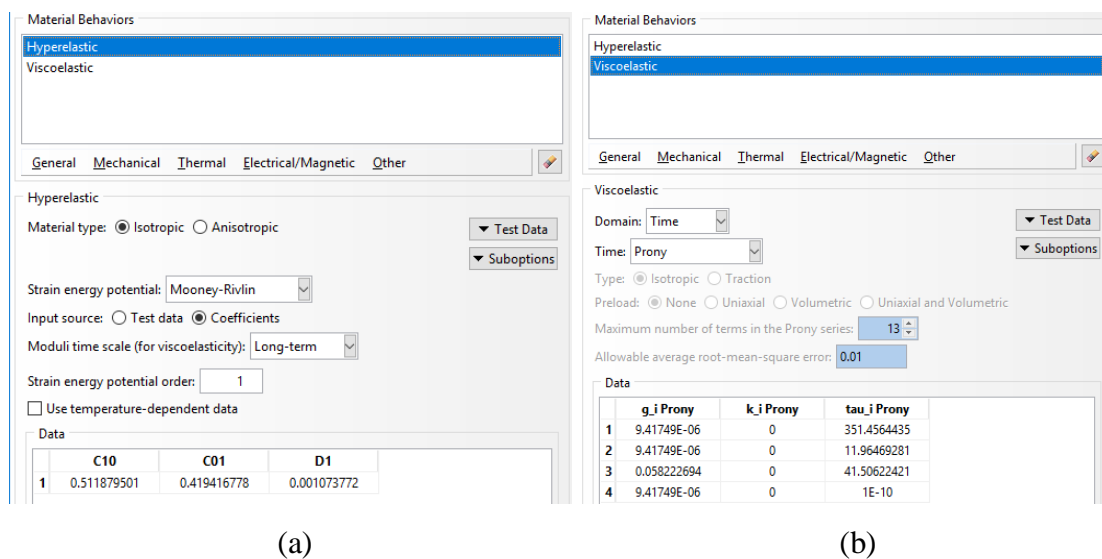 Material Behaviors
Hyperelastic
Viscoelastic
General Mechanical Thermal Electrical/Magnetic Other
Hyperelastic
Material type: Isotropic Anisotropic
Test Data
Suboptions
Strain energy potential: Mooney-Rivlin
Input source: Test data Coefficients
Moduli time scale (for viscoelasticity): Long-term
Strain energy potential order: 1
Use temperature-dependent data
Data
C10 C01 D1
1 0.511879501 0.419416778 0.001073772
(a)
Material Behaviors
Hyperelastic
Viscoelastic
General Mechanical Thermal Electrical/Magnetic Other
Viscoelastic
Domain: Time
Test Data
Time: Prony
Suboptions
Type: Isotropic Traction
Preload: None Uniaxial Volumetric Uniaxial and Volumetric
Maximum number of terms in the Prony series: 13
Allowable average root-mean-square error: 0.01
Data
g_i Prony k_i Prony tau_i Prony
1 9.41749E-06 0 351.4564435
2 9.41749E-06 0 11.96469281
3 0.058222694 0 41.50622421
4 9.41749E-06 0 1E-10
(b)